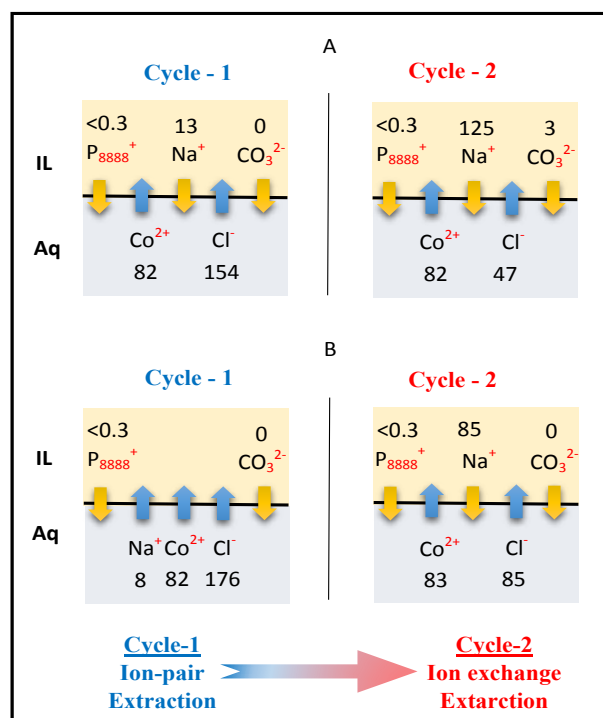 A
Cycle - 1
Cycle - 2
<0.3 13 0
P8888+ Na+ CO32-
IL
Aq
Co2+ Cl-
82 154
<0.3 125 3
P8888+ Na+ CO32-
Co2+ Cl-
82 47
B
Cycle - 1
Cycle - 2
<0.3 0
P8888+ CO32-
IL
Aq
Na+ Co2+ Cl-
8 82 176
<0.3 85 0
P8888+ Na+ CO32-
Co2+ Cl-
83 85
Cycle-1
Ion-pair
Extraction
Cycle-2
Ion exchange
Extarction